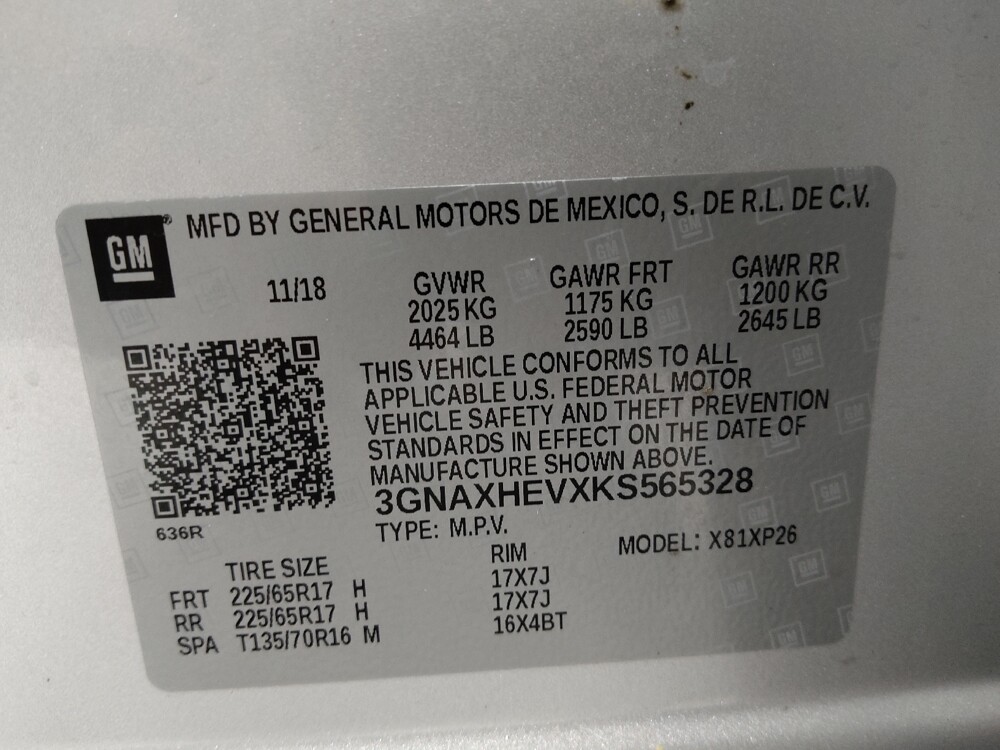 GM
MFD BY GENERAL MOTORS DE MEXICO, S. DE R.L. DE C.V.
11/18
GVWR GAWR FRT GAWR RR
2025 KG 1175 KG 1200 KG
4464 LB 2590 LB 2645 LB
THIS VEHICLE CONFORMS TO ALL
APPLICABLE U.S. FEDERAL MOTOR
VEHICLE SAFETY AND THEFT PREVENTION
STANDARDS IN EFFECT ON THE DATE OF
MANUFACTURE SHOWN ABOVE.
3GNAXHEVXKS565328
636R
TYPE: M.P.V. MODEL: X81XP26
TIRE SIZE RIM
FRT 225/65R17 H 17X7J
RR 225/65R17 H 17X7J
SPA T135/70R16 M 16X4BT